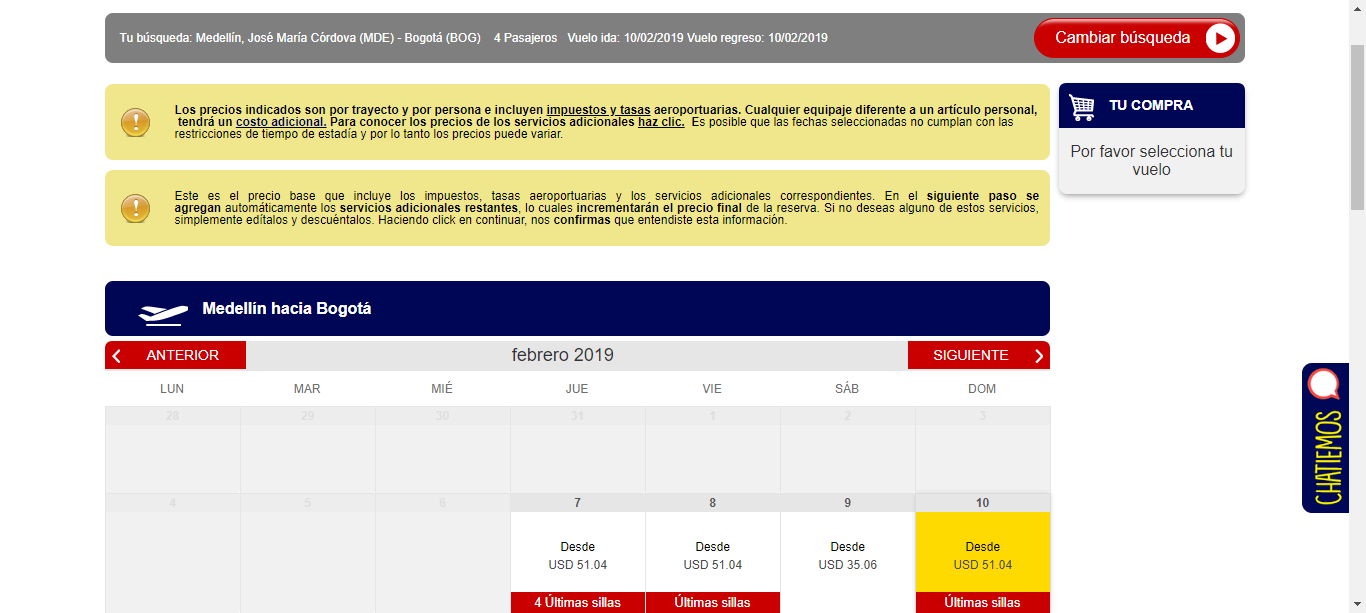 Tu búsqueda: Medellín, José María Córdova (MDE) - Bogotá (BOG) 4 Pasajeros Vuelo ida: 10/02/2019 Vuelo regreso: 10/02/2019
Cambiar búsqueda
Los precios indicados son por trayecto y por persona e incluyen impuestos y tasas aeroportuarias. Cualquier equipaje diferente a un artículo personal,
tendrá un costo adicional. Para conocer los precios de los servicios adicionales haz clic. Es posible que las fechas seleccionadas no cumplan con las
restricciones de tiempo de estadía y por lo tanto los precios puede variar.
TU COMPRA
Por favor selecciona tu
vuelo
Este es el precio base que incluye los impuestos, tasas aeroportuarias y los servicios adicionales correspondientes. En el siguiente paso se
agregan automáticamente los servicios adicionales restantes, lo cuales incrementarán el precio final de la reserva. Si no deseas alguno de estos servicios,
simplemente edítalos y descuéntalos. Haciendo click en continuar, nos confirmas que entendiste esta información.
Medellín hacia Bogotá
ANTERIOR febrero 2019 SIGUIENTE
LUN MAR MIÉ JUE VIE SÁB DOM
28 29 30 31 1 2 3
4 5 6 7 8 9 10
Desde Desde Desde Desde
USD 51.04 USD 51.04 USD 35.06 USD 51.04
4 Últimas sillas Últimas sillas Últimas sillas
CHATIEMOS